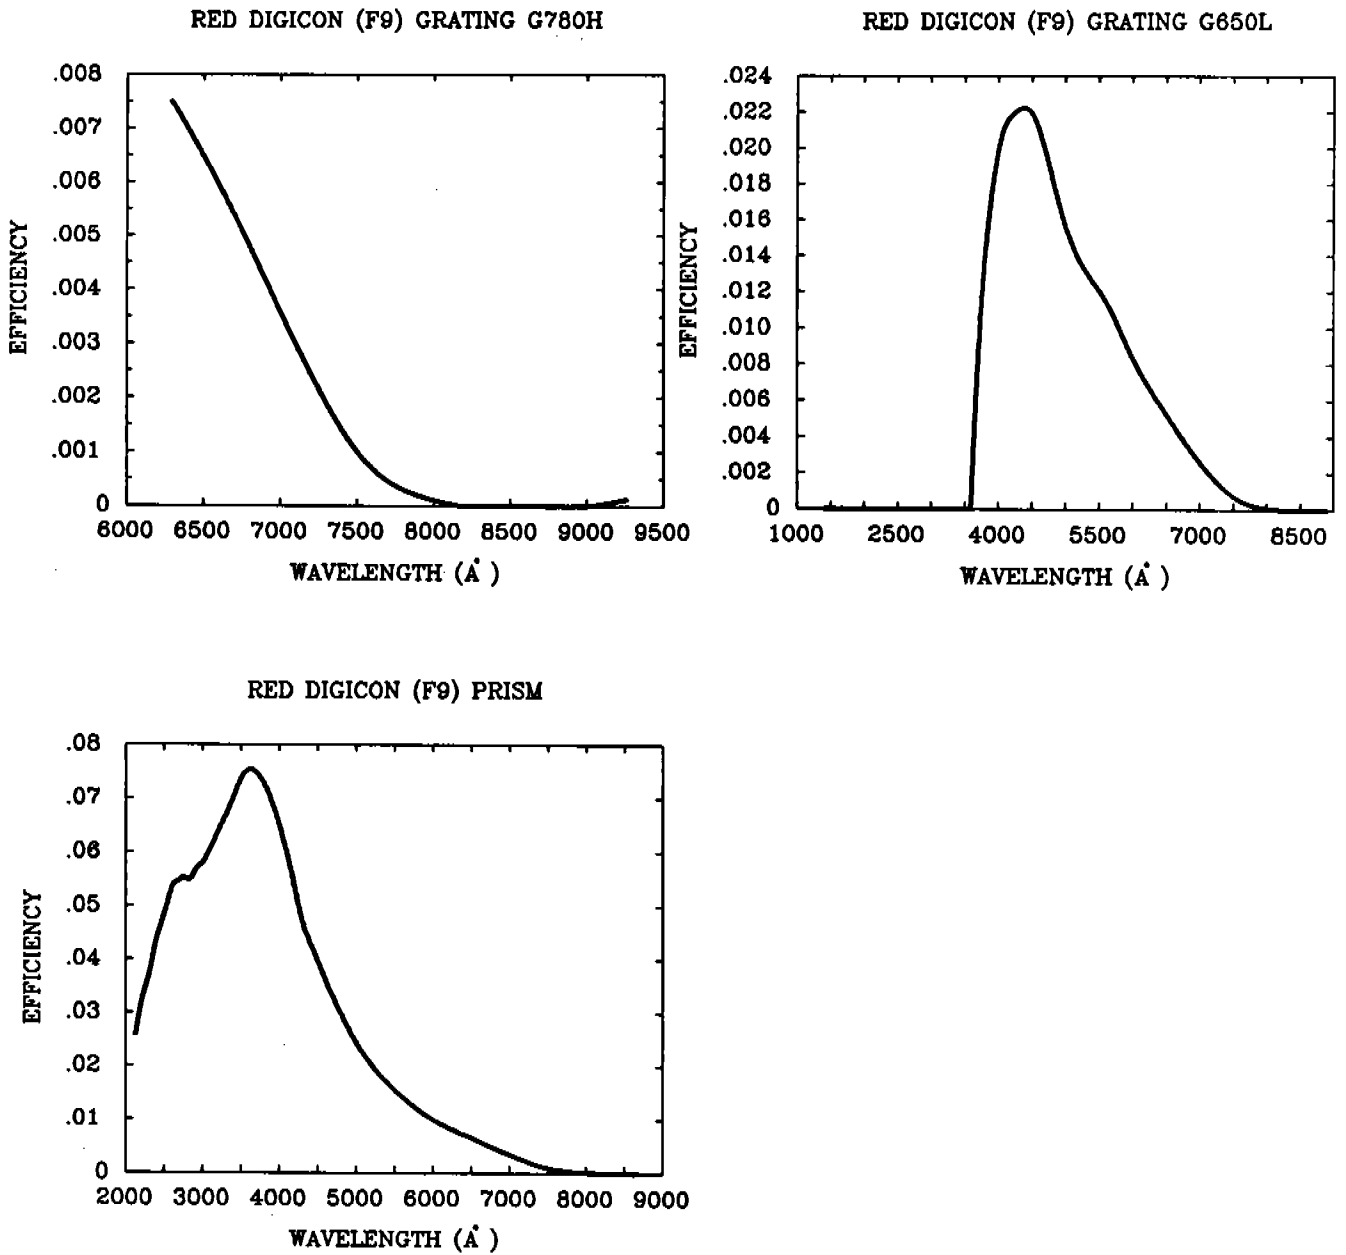 RED DIGICON (F9) GRATING G780H
.008
.007
.006
.005
.004
.003
.002
.001
0
EFFICIENCY
6000 6500 7000 7500 8000 8500 9000 9500
WAVELENGTH (Å)
RED DIGICON (F9) GRATING G650L
.024
.022
.020
.018
.016
.014
.012
.010
.008
.006
.004
.002
0
EFFICIENCY
1000 2500 4000 5500 7000 8500
WAVELENGTH (Å)
RED DIGICON (F9) PRISM
.08
.07
.06
.05
.04
.03
.02
.01
0
EFFICIENCY
2000 3000 4000 5000 6000 7000 8000 9000
WAVELENGTH (Å)